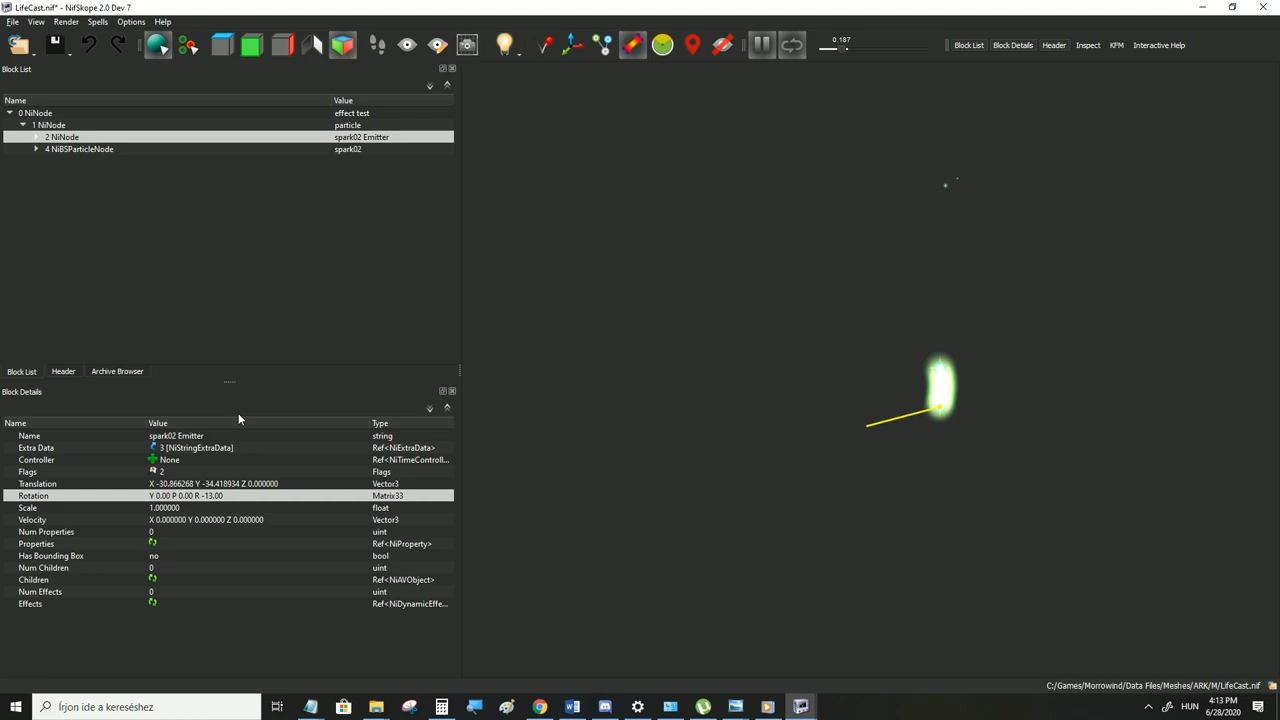 LifeCast.nif* - NifSkope 2.0 Dev 7
File View Render Spells Options Help
0.187
Block List Block Details Header Inspect KFM Interactive Help
Block List
Name Value
0 NiNode effect test
1 NiNode particle
2 NiNode spark02 Emitter
4 NiBSParticleNode spark02
Block List Header Archive Browser
Block Details
Name Value Type
Name spark02 Emitter string
Extra Data 3 [NiStringExtraData] Ref<NiExtraData>
Controller None Ref<NiTimeControll...
Flags 2 Flags
Translation X -30.866268 Y -34.418934 Z 0.000000 Vector3
Rotation Y 0.00 P 0.00 R -13.00 Matrix33
Scale 1.000000 float
Velocity X 0.000000 Y 0.000000 Z 0.000000 Vector3
Num Properties 0 uint
Properties Ref<NiProperty>
Has Bounding Box no bool
Num Children 0 uint
Children Ref<NiAVObject>
Num Effects 0 uint
Effects Ref<NiDynamicEffe...
C:/Games/Morrowind/Data Files/Meshes/ARK/M/LifeCast.nif
Írjon ide a kereséshez
HUN
4:13 PM
6/28/2020